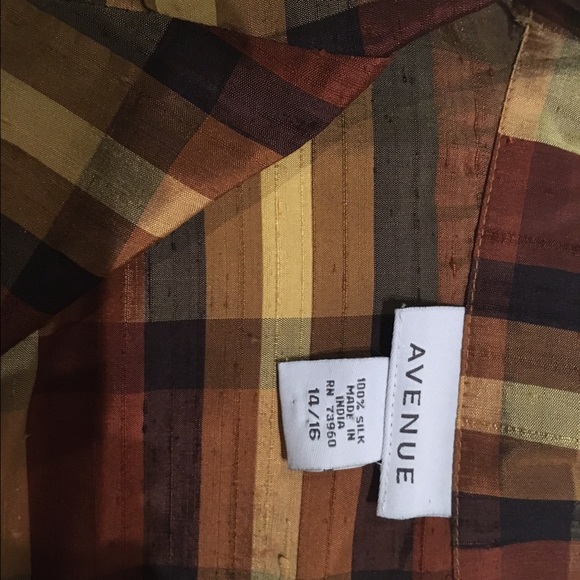 AVENUE
100% SILK
MADE IN
INDIA
RN 73960
14/16